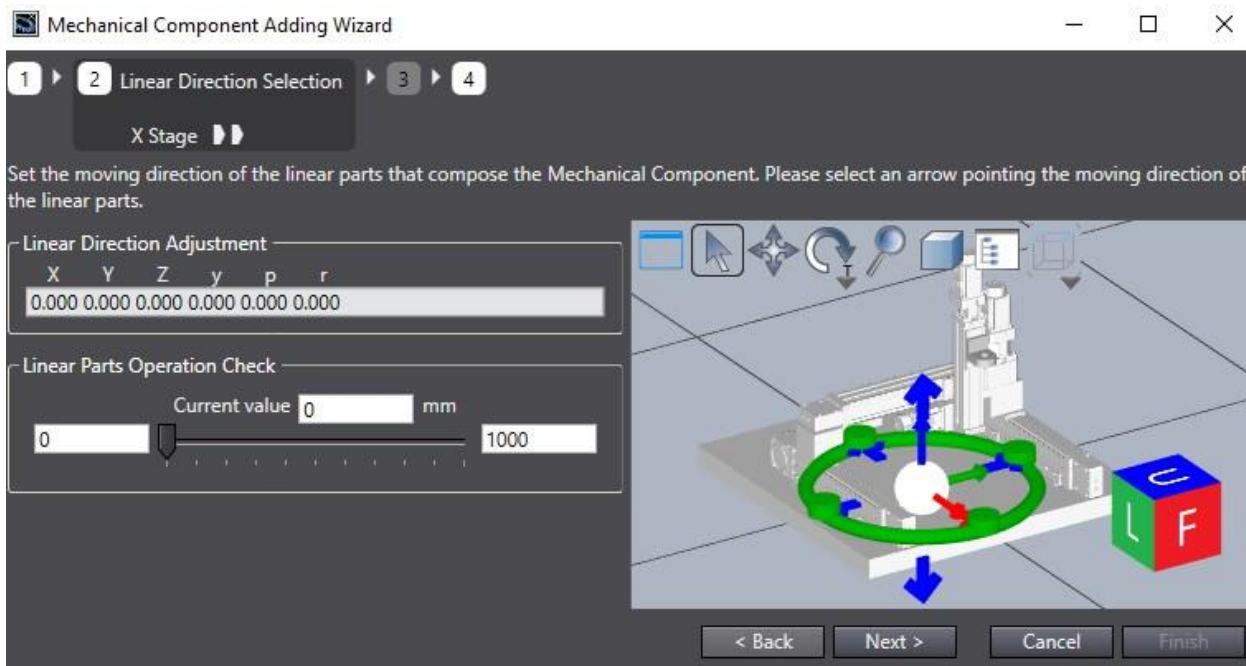 Mechanical Component Adding Wizard
1 2 Linear Direction Selection 3 4
X Stage
Set the moving direction of the linear parts that compose the Mechanical Component. Please select an arrow pointing the moving direction of
the linear parts.
Linear Direction Adjustment
X Y Z y p r
0.000 0.000 0.000 0.000 0.000 0.000
Linear Parts Operation Check
Current value 0 mm
0 1000
T
U
L F
< Back Next > Cancel Finish